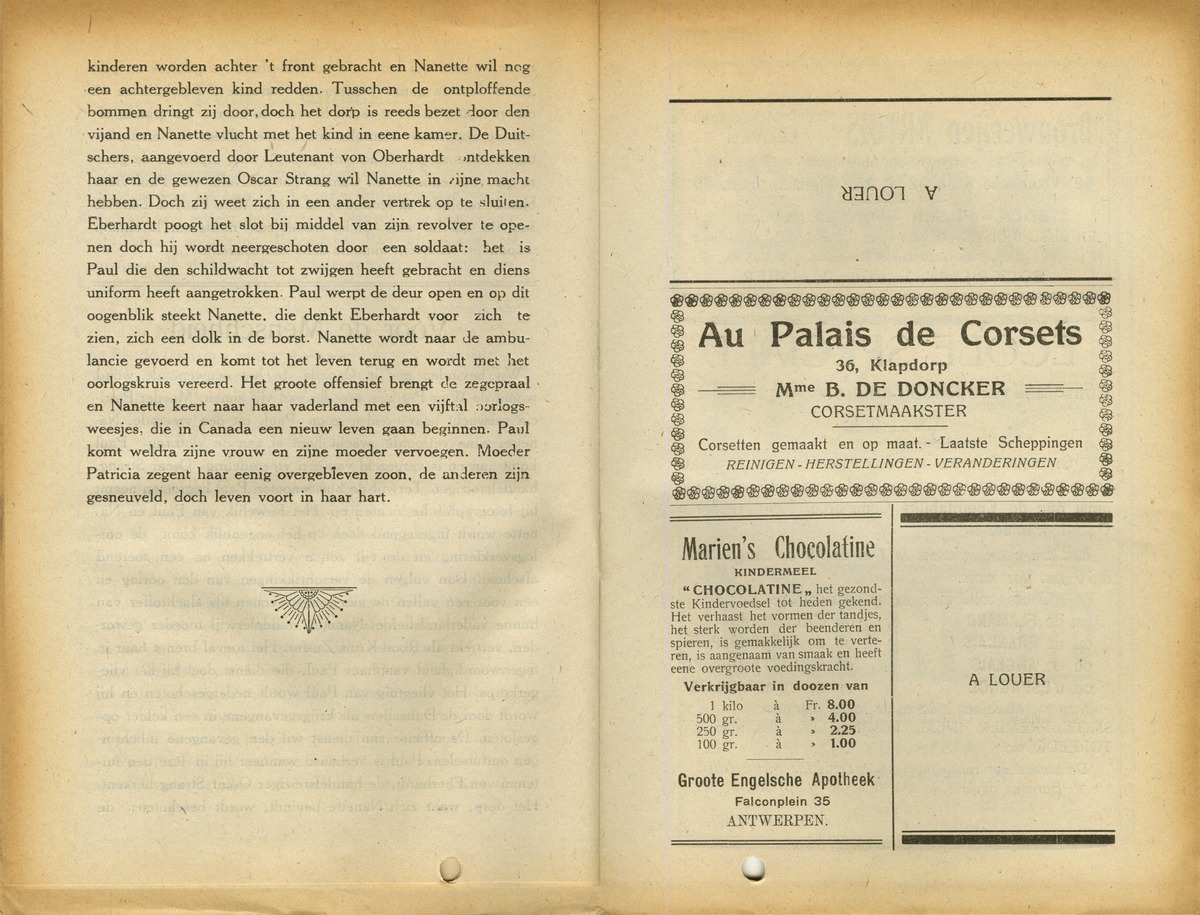 kinderen worden achter 't front gebracht en Nanette wil nog
een achtergebleven kind redden. Tusschen de ontploffende
bommen dringt zij door, doch het dorp is reeds bezet door den
vijand en Nanette vlucht met het kind in eene kamer. De Duit-
schers, aangevoerd door Leutenant von Oberhardt ontdekken
haar en de gewezen Oscar Strang wil Nanette in zijne macht
hebben. Doch zij weet zich in een ander vertrek op te sluiten.
Eberhardt poogt het slot bij middel van zijn revolver te ope-
nen doch hij wordt neergeschoten door een soldaat: het is
Paul die den schildwacht tot zwijgen heeft gebracht en diens
uniform heeft aangetrokken. Paul werpt de deur open en op dit
oogenblik steekt Nanette, die denkt Eberhardt voor zich te
zien, zich een dolk in de borst. Nanette wordt naar de ambu-
lancie gevoerd en komt tot het leven terug en wordt met het
oorlogskruis vereerd. Het groote offensief brengt de zegepraal
en Nanette keert naar haar vaderland met een vijftal oorlogs-
weesjes, die in Canada een nieuw leven gaan beginnen. Paul
komt weldra zijne vrouw en zijne moeder vervoegen. Moeder
Patricia zegent haar eenig overgebleven zoon, de anderen zijn
gesneuveld, doch leven voort in haar hart.
A LOUER
Au Palais de Corsets
36, Klapdorp
Mme B. DE DONCKER
CORSETMAAKSTER
Corsetten gemaakt en op maat. - Laatste Scheppingen
REINIGEN - HERSTELLINGEN - VERANDERINGEN
Marien's Chocolatine
KINDERMEEL
“ CHOCOLATINE „ het gezond-
ste Kindervoedsel tot heden gekend.
Het verhaast het vormen der tandjes,
het sterk worden der beenderen en
spieren, is gemakkelijk om te verte-
ren, is aangenaam van smaak en heeft
eene overgroote voedingskracht.
Verkrijgbaar in doozen van
1 kilo à Fr. 8.00
500 gr. à » 4.00
250 gr. à » 2.25
100 gr. à » 1.00
Groote Engelsche Apotheek
Falconplein 35
ANTWERPEN.
A LOUER